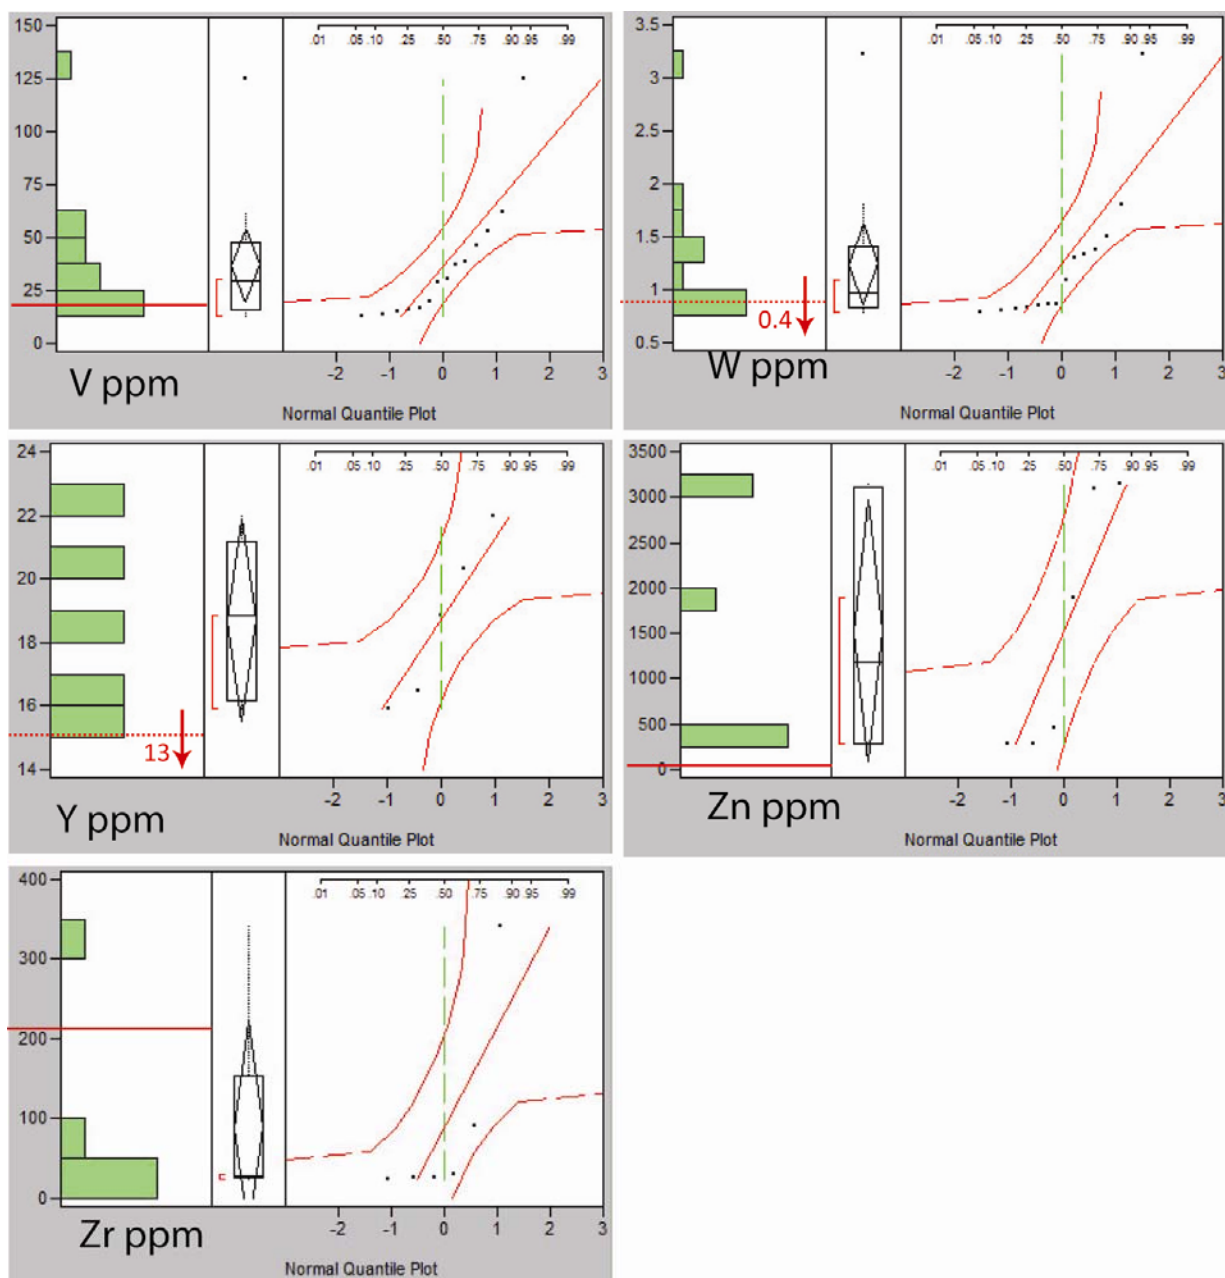 150
125
100
75
50
25
0
.01 .05 .10 .25 .50 .75 .90 .95 .99
-2 -1 0 1 2 3
V ppm
Normal Quantile Plot
3.5
3
2.5
2
1.5
1
0.5
0.4
.01 .05 .10 .25 .50 .75 .90 .95 .99
-2 -1 0 1 2 3
W ppm
Normal Quantile Plot
24
22
20
18
16
14
13
.01 .05 .10 .25 .50 .75 .90 .95 .99
-2 -1 0 1 2 3
Y ppm
Normal Quantile Plot
3500
3000
2500
2000
1500
1000
500
0
.01 .05 .10 .25 .50 .75 .90 .95 .99
-2 -1 0 1 2 3
Zn ppm
Normal Quantile Plot
400
300
200
100
0
.01 .05 .10 .25 .50 .75 .90 .95 .99
-2 -1 0 1 2 3
Zr ppm
Normal Quantile Plot